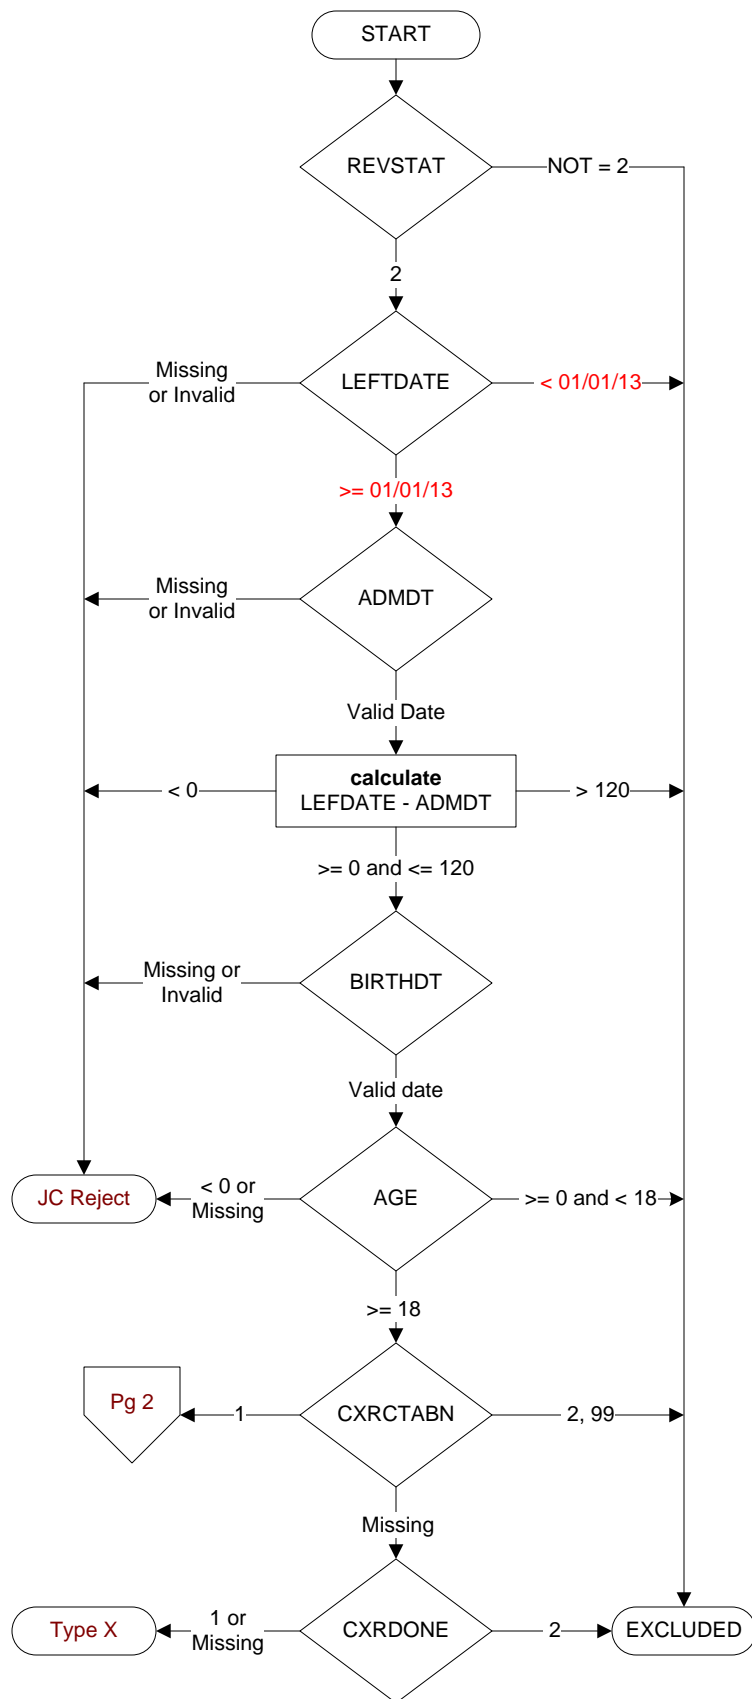 START
REVSTAT
NOT = 2
2
LEFTDATE
Missing
or Invalid
< 01/01/13
>= 01/01/13
ADMDT
Missing
or Invalid
Valid Date
calculate
LEFDATE - ADMDT
< 0
> 120
>= 0 and <= 120
BIRTHDT
Missing or
Invalid
Valid date
JC Reject
< 0 or
Missing
AGE
>= 0 and < 18
>= 18
Pg 2
1
CXRCTABN
2, 99
Missing
Type X
1 or
Missing
CXRDONE
2
EXCLUDED